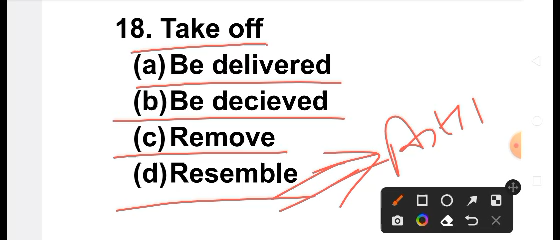 18. Take off
(a) Be delivered
(b) Be decieved
(c) Remove
(d) Resemble